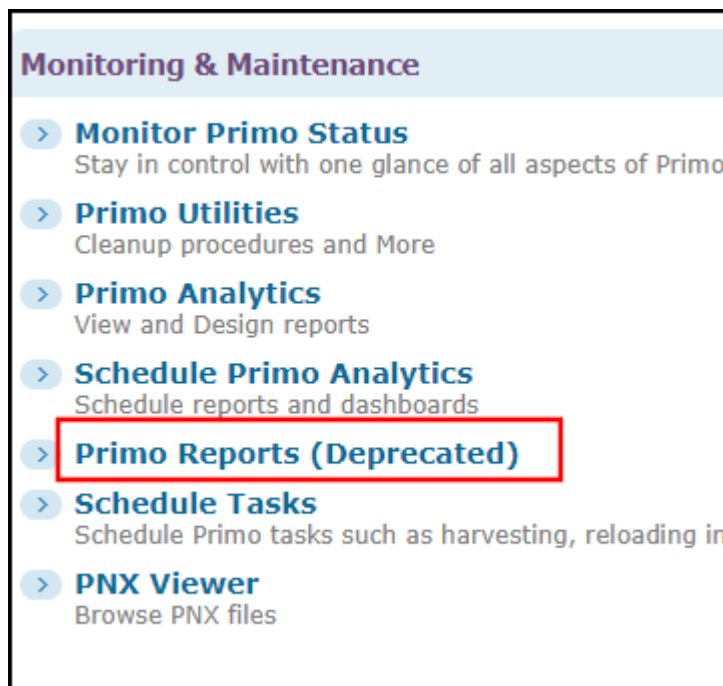 Monitoring & Maintenance
Monitor Primo Status
Stay in control with one glance of all aspects of Primo
Primo Utilities
Cleanup procedures and More
Primo Analytics
View and Design reports
Schedule Primo Analytics
Schedule reports and dashboards
Primo Reports (Deprecated)
Schedule Tasks
Schedule Primo tasks such as harvesting, reloading in
PNX Viewer
Browse PNX files